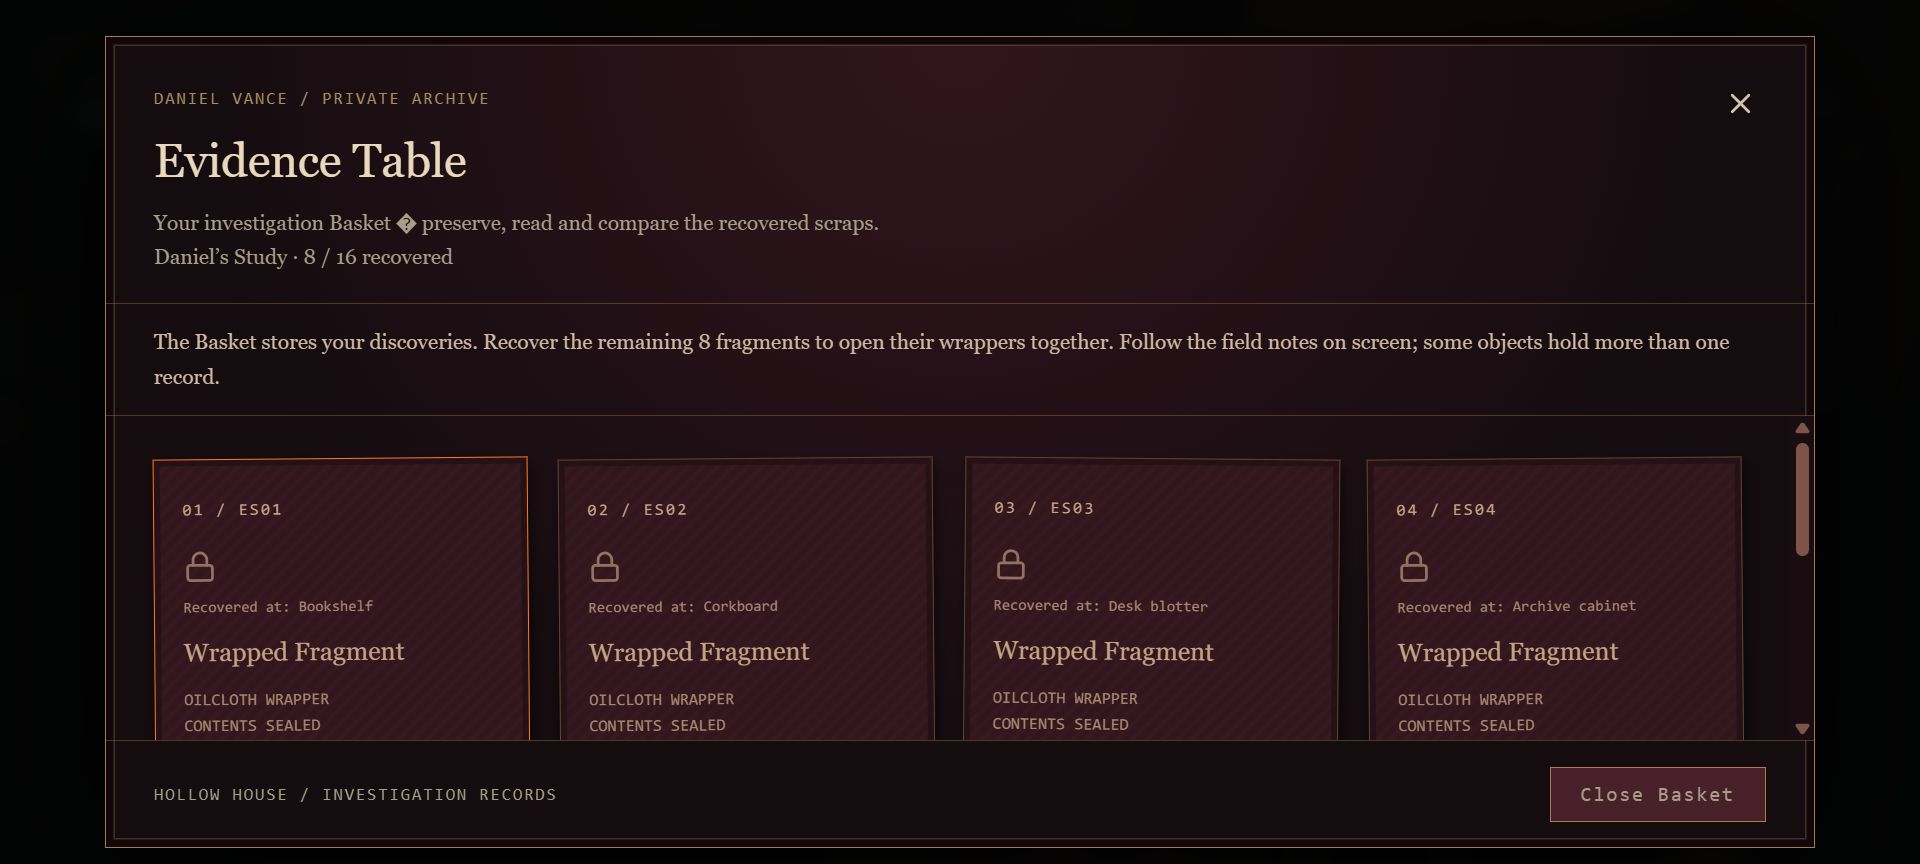 DANIEL VANCE / PRIVATE ARCHIVE
Evidence Table
Your investigation Basket � preserve, read and compare the recovered scraps.
Daniel’s Study · 8 / 16 recovered
The Basket stores your discoveries. Recover the remaining 8 fragments to open their wrappers together. Follow the field notes on screen; some objects hold more than one
record.
01 / ES01
Recovered at: Bookshelf
Wrapped Fragment
OILCLOTH WRAPPER
CONTENTS SEALED
02 / ES02
Recovered at: Corkboard
Wrapped Fragment
OILCLOTH WRAPPER
CONTENTS SEALED
03 / ES03
Recovered at: Desk blotter
Wrapped Fragment
OILCLOTH WRAPPER
CONTENTS SEALED
04 / ES04
Recovered at: Archive cabinet
Wrapped Fragment
OILCLOTH WRAPPER
CONTENTS SEALED
HOLLOW HOUSE / INVESTIGATION RECORDS
Close Basket